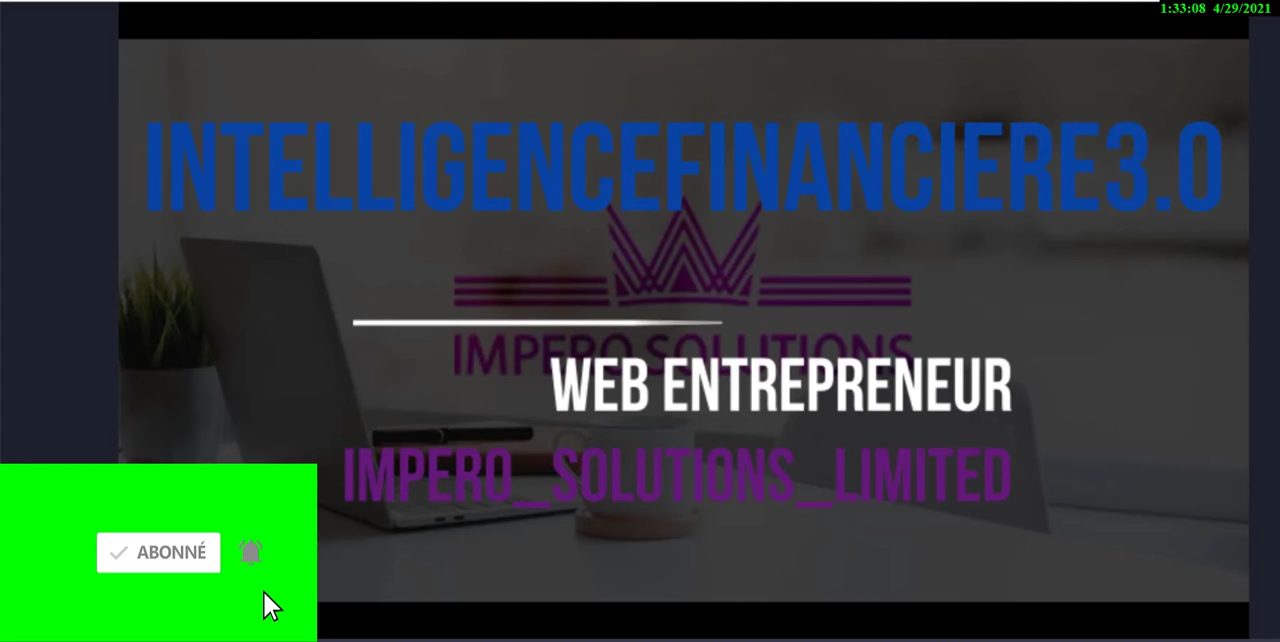 1:33:08 4/29/2021
INTELLIGENCEFINANCIERE3.0
IMPERO SOLUTIONS
WEB ENTREPRENEUR
IMPERO_SOLUTIONS_LIMITED
ABONNÉ